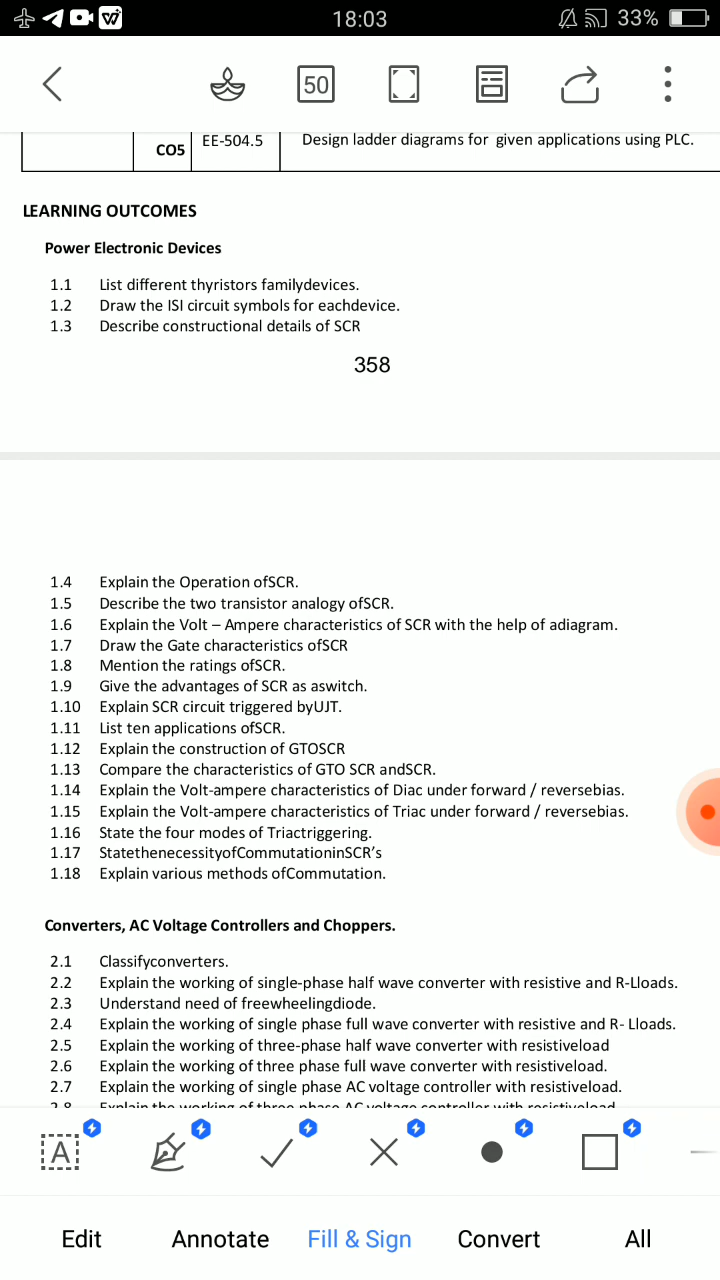 18:03
33%
50
CO5 EE-504.5 Design ladder diagrams for given applications using PLC.
LEARNING OUTCOMES
Power Electronic Devices
1.1 List different thyristors familydevices.
1.2 Draw the ISI circuit symbols for eachdevice.
1.3 Describe constructional details of SCR
358
1.4 Explain the Operation ofSCR.
1.5 Describe the two transistor analogy ofSCR.
1.6 Explain the Volt – Ampere characteristics of SCR with the help of adiagram.
1.7 Draw the Gate characteristics ofSCR
1.8 Mention the ratings ofSCR.
1.9 Give the advantages of SCR as aswitch.
1.10 Explain SCR circuit triggered byUJT.
1.11 List ten applications ofSCR.
1.12 Explain the construction of GTOSCR
1.13 Compare the characteristics of GTO SCR andSCR.
1.14 Explain the Volt-ampere characteristics of Diac under forward / reversebias.
1.15 Explain the Volt-ampere characteristics of Triac under forward / reversebias.
1.16 State the four modes of Triactriggering.
1.17 StatethenecessityofCommutationinSCR's
1.18 Explain various methods ofCommutation.
Converters, AC Voltage Controllers and Choppers.
2.1 Classifyconverters.
2.2 Explain the working of single-phase half wave converter with resistive and R-Lloads.
2.3 Understand need of freewheelingdiode.
2.4 Explain the working of single phase full wave converter with resistive and R- Lloads.
2.5 Explain the working of three-phase half wave converter with resistiveload
2.6 Explain the working of three phase full wave converter with resistiveload.
2.7 Explain the working of single phase AC voltage controller with resistiveload.
2.8 Explain the working of three phase AC voltage controller with resistiveload
A
Edit Annotate Fill & Sign Convert All